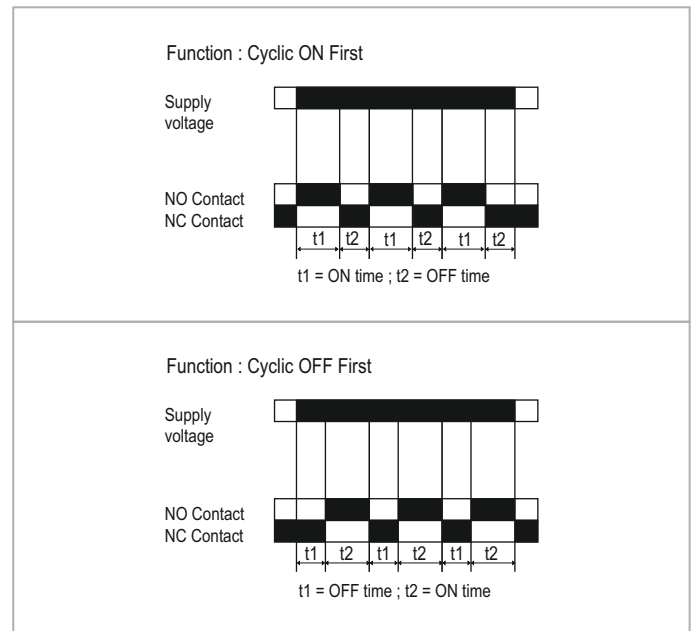 Function : Cyclic ON First
Supply
voltage
NO Contact
NC Contact
t1 t2 t1 t2 t1 t2
t1 = ON time ; t2 = OFF time
Function : Cyclic OFF First
Supply
voltage
NO Contact
NC Contact
t1 t2 t1 t2 t1 t2
t1 = OFF time ; t2 = ON time